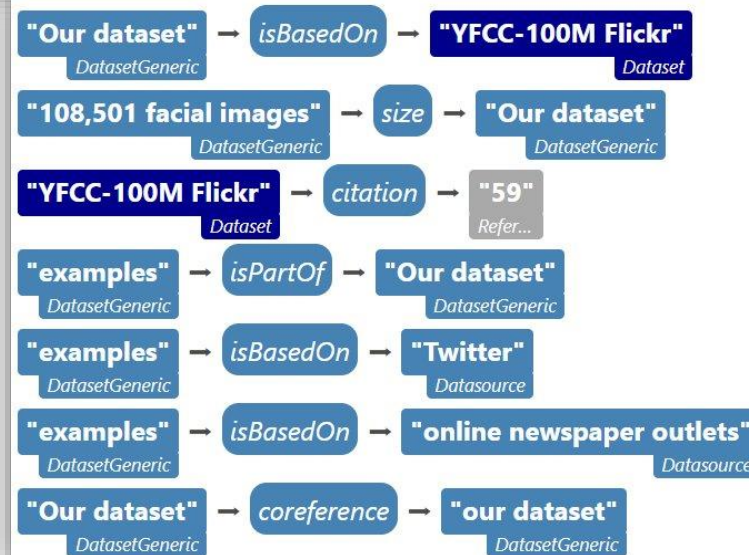 "Our dataset" → isBasedOn → "YFCC-100M Flickr"
DatasetGeneric Dataset
"108,501 facial images" → size → "Our dataset"
DatasetGeneric DatasetGeneric
"YFCC-100M Flickr" → citation → "59"
Dataset Refer...
"examples" → isPartOf → "Our dataset"
DatasetGeneric DatasetGeneric
"examples" → isBasedOn → "Twitter"
DatasetGeneric Datasource
"examples" → isBasedOn → "online newspaper outlets"
DatasetGeneric Datasource
"Our dataset" → coreference → "our dataset"
DatasetGeneric DatasetGeneric